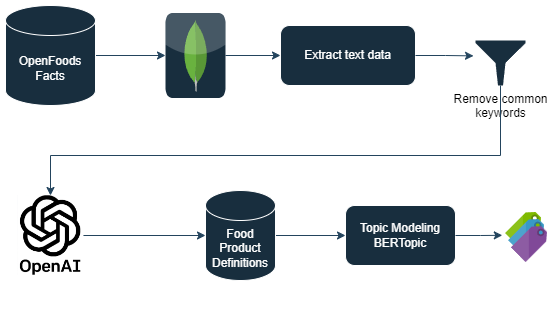 OpenFoods
Facts
Extract text data
Remove common
keywords
OpenAI
Food
Product
Definitions
Topic Modeling
BERTopic